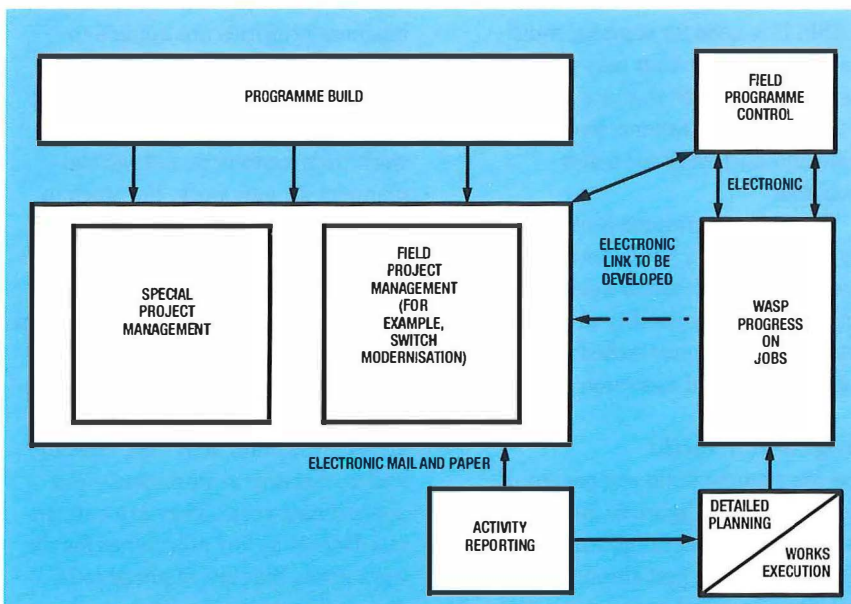 PROGRAMME BUILD
FIELD
PROGRAMME
CONTROL
ELECTRONIC
SPECIAL
PROJECT
MANAGEMENT
FIELD
PROJECT
MANAGEMENT
(FOR
EXAMPLE,
SWITCH
MODERNISATION)
ELECTRONIC
LINK TO BE
DEVELOPED
WASP
PROGRESS
ON
JOBS
ELECTRONIC MAIL AND PAPER
ACTIVITY
REPORTING
DETAILED
PLANNING
WORKS
EXECUTION